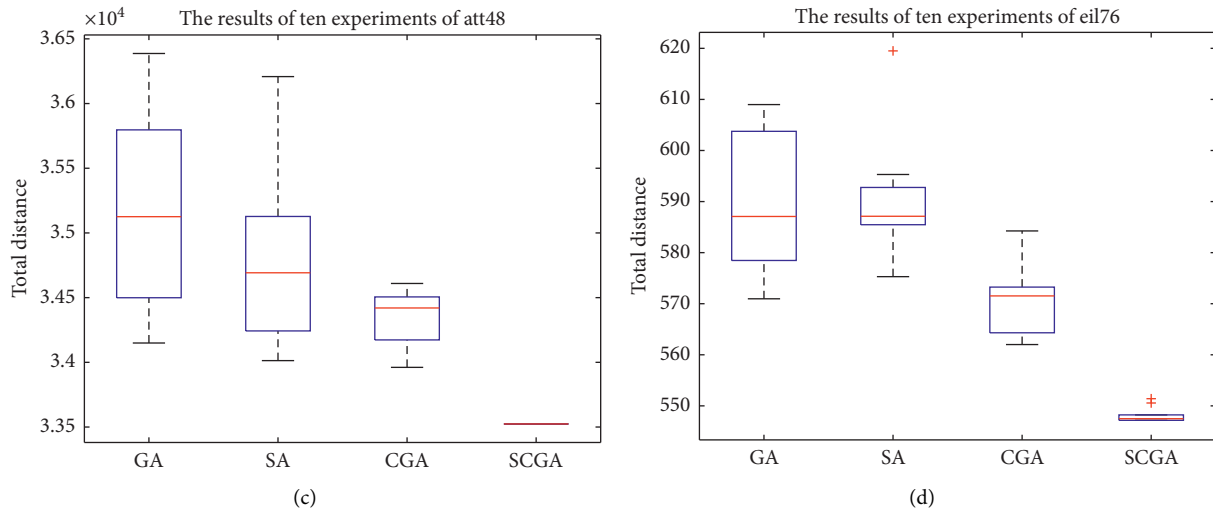 ×10⁴
The results of ten experiments of att48
3.65
3.6
3.55
3.5
3.45
3.4
3.35
Total distance
GA SA CGA SCGA
(c)
The results of ten experiments of eil76
620
610
600
590
580
570
560
550
Total distance
GA SA CGA SCGA
(d)